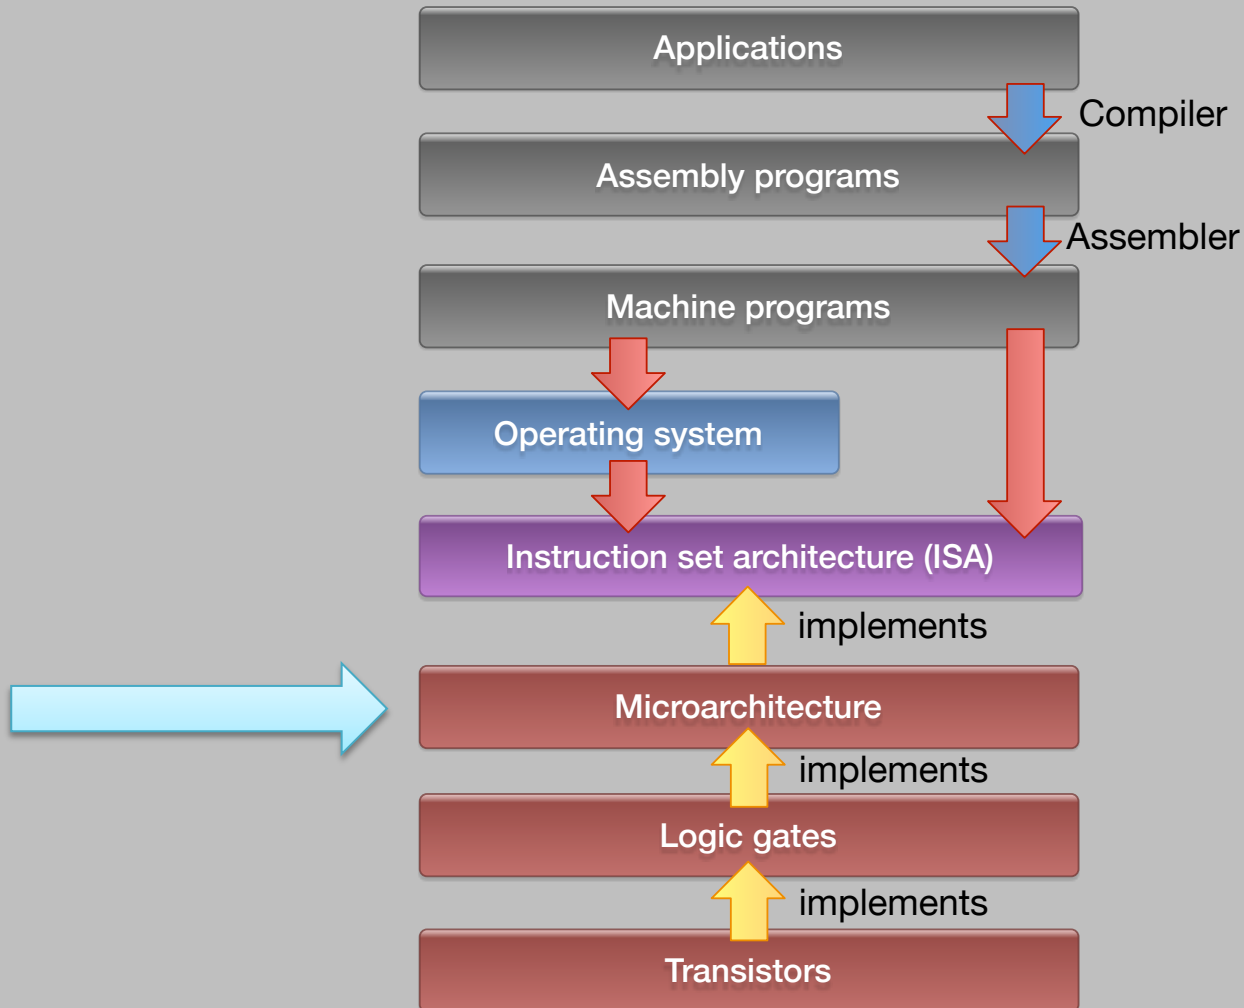 Applications
Compiler
Assembly programs
Assembler
Machine programs
Operating system
Instruction set architecture (ISA)
implements
Microarchitecture
implements
Logic gates
implements
Transistors